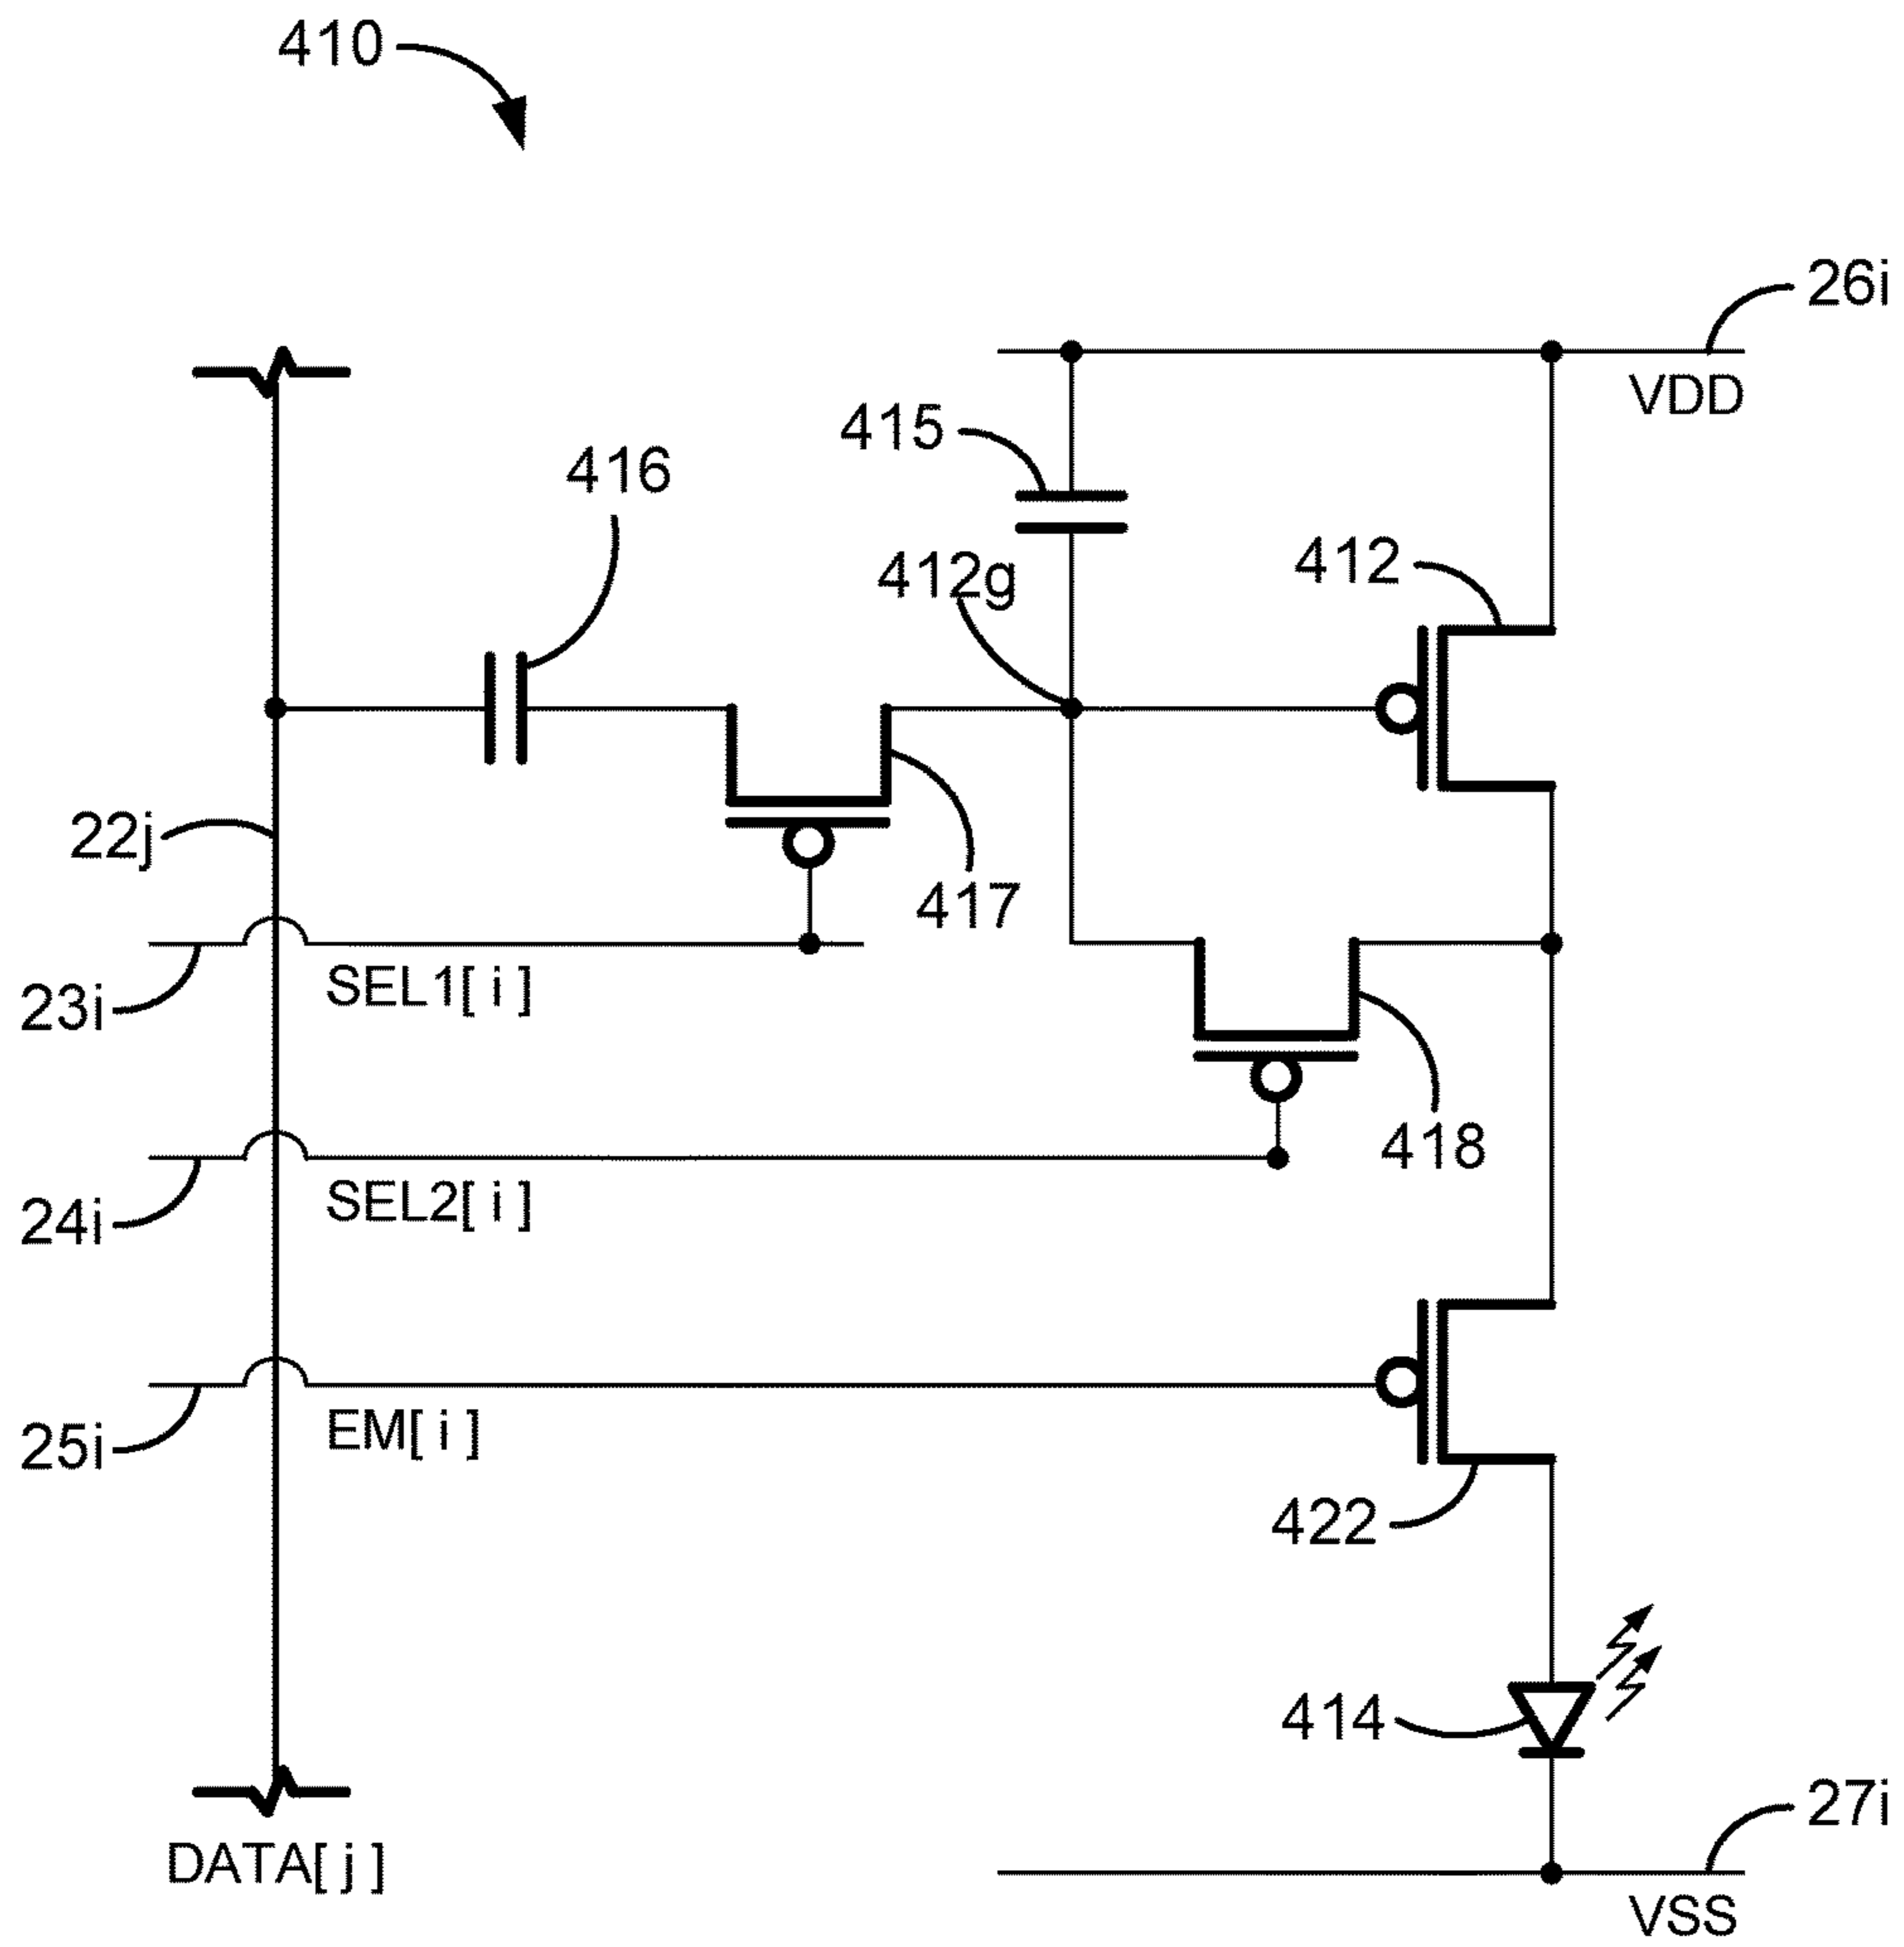 410
26i
VDD
415
416
412g
412
22j
417
23i
SEL1[ i ]
418
24i
SEL2[ i ]
25i
EM[ i ]
422
414
27i
DATA[ j ]
VSS